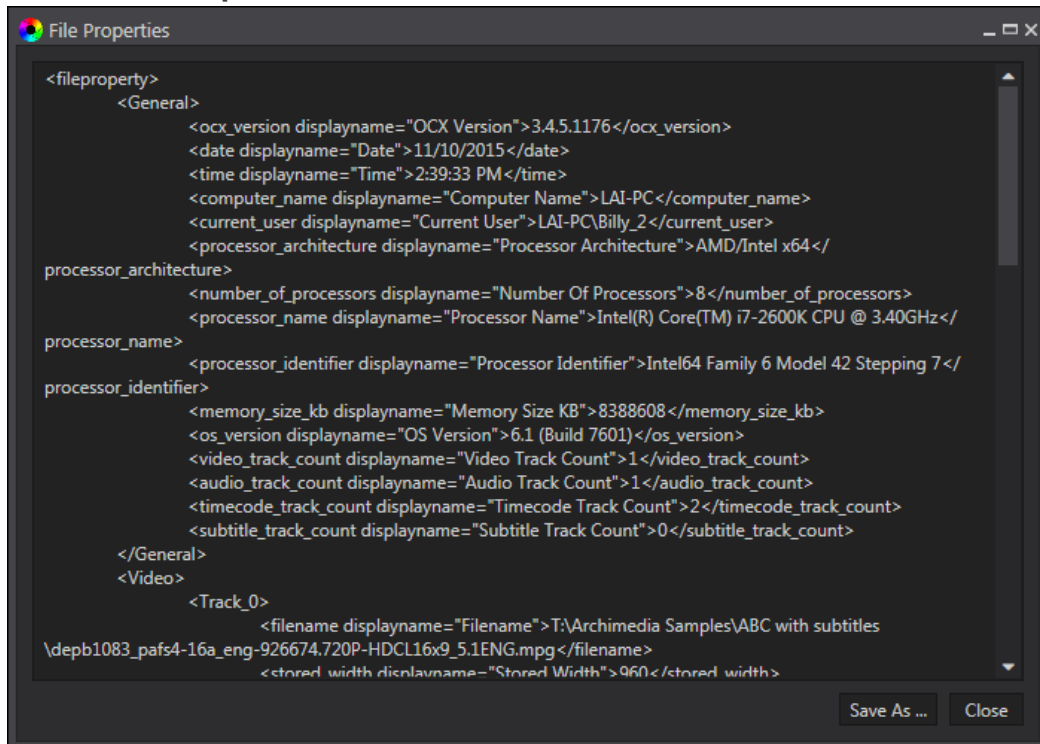 File Properties
<fileproperty>
<General>
<ocx_version displayname="OCX Version">3.4.5.1176</ocx_version>
<date displayname="Date">11/10/2015</date>
<time displayname="Time">2:39:33 PM</time>
<computer_name displayname="Computer Name">LAI-PC</computer_name>
<current_user displayname="Current User">LAI-PC\Billy_2</current_user>
<processor_architecture displayname="Processor Architecture">AMD/Intel x64</
processor_architecture>
<number_of_processors displayname="Number Of Processors">8</number_of_processors>
<processor_name displayname="Processor Name">Intel(R) Core(TM) i7-2600K CPU @ 3.40GHz</
processor_name>
<processor_identifier displayname="Processor Identifier">Intel64 Family 6 Model 42 Stepping 7</
processor_identifier>
<memory_size_kb displayname="Memory Size KB">8388608</memory_size_kb>
<os_version displayname="OS Version">6.1 (Build 7601)</os_version>
<video_track_count displayname="Video Track Count">1</video_track_count>
<audio_track_count displayname="Audio Track Count">1</audio_track_count>
<timecode_track_count displayname="Timecode Track Count">2</timecode_track_count>
<subtitle_track_count displayname="Subtitle Track Count">0</subtitle_track_count>
</General>
<Video>
<Track_0>
<filename displayname="Filename">T:\Archimedia Samples\ABC with subtitles
\depb1083_pafs4-16a_eng-926674.720P-HDCL16x9_5.1ENG.mpg</filename>
<stored_width displayname="Stored Width">960</stored_width>
Save As ... Close